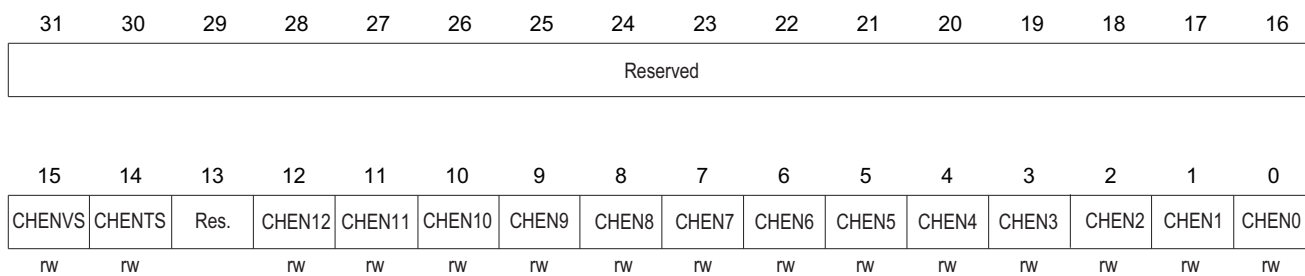 31 30 29 28 27 26 25 24 23 22 21 20 19 18 17 16
Reserved
15 14 13 12 11 10 9 8 7 6 5 4 3 2 1 0
CHENVS CHENTS Res. CHEN12 CHEN11 CHEN10 CHEN9 CHEN8 CHEN7 CHEN6 CHEN5 CHEN4 CHEN3 CHEN2 CHEN1 CHEN0
rw rw rw rw rw rw rw rw rw rw rw rw rw rw rw